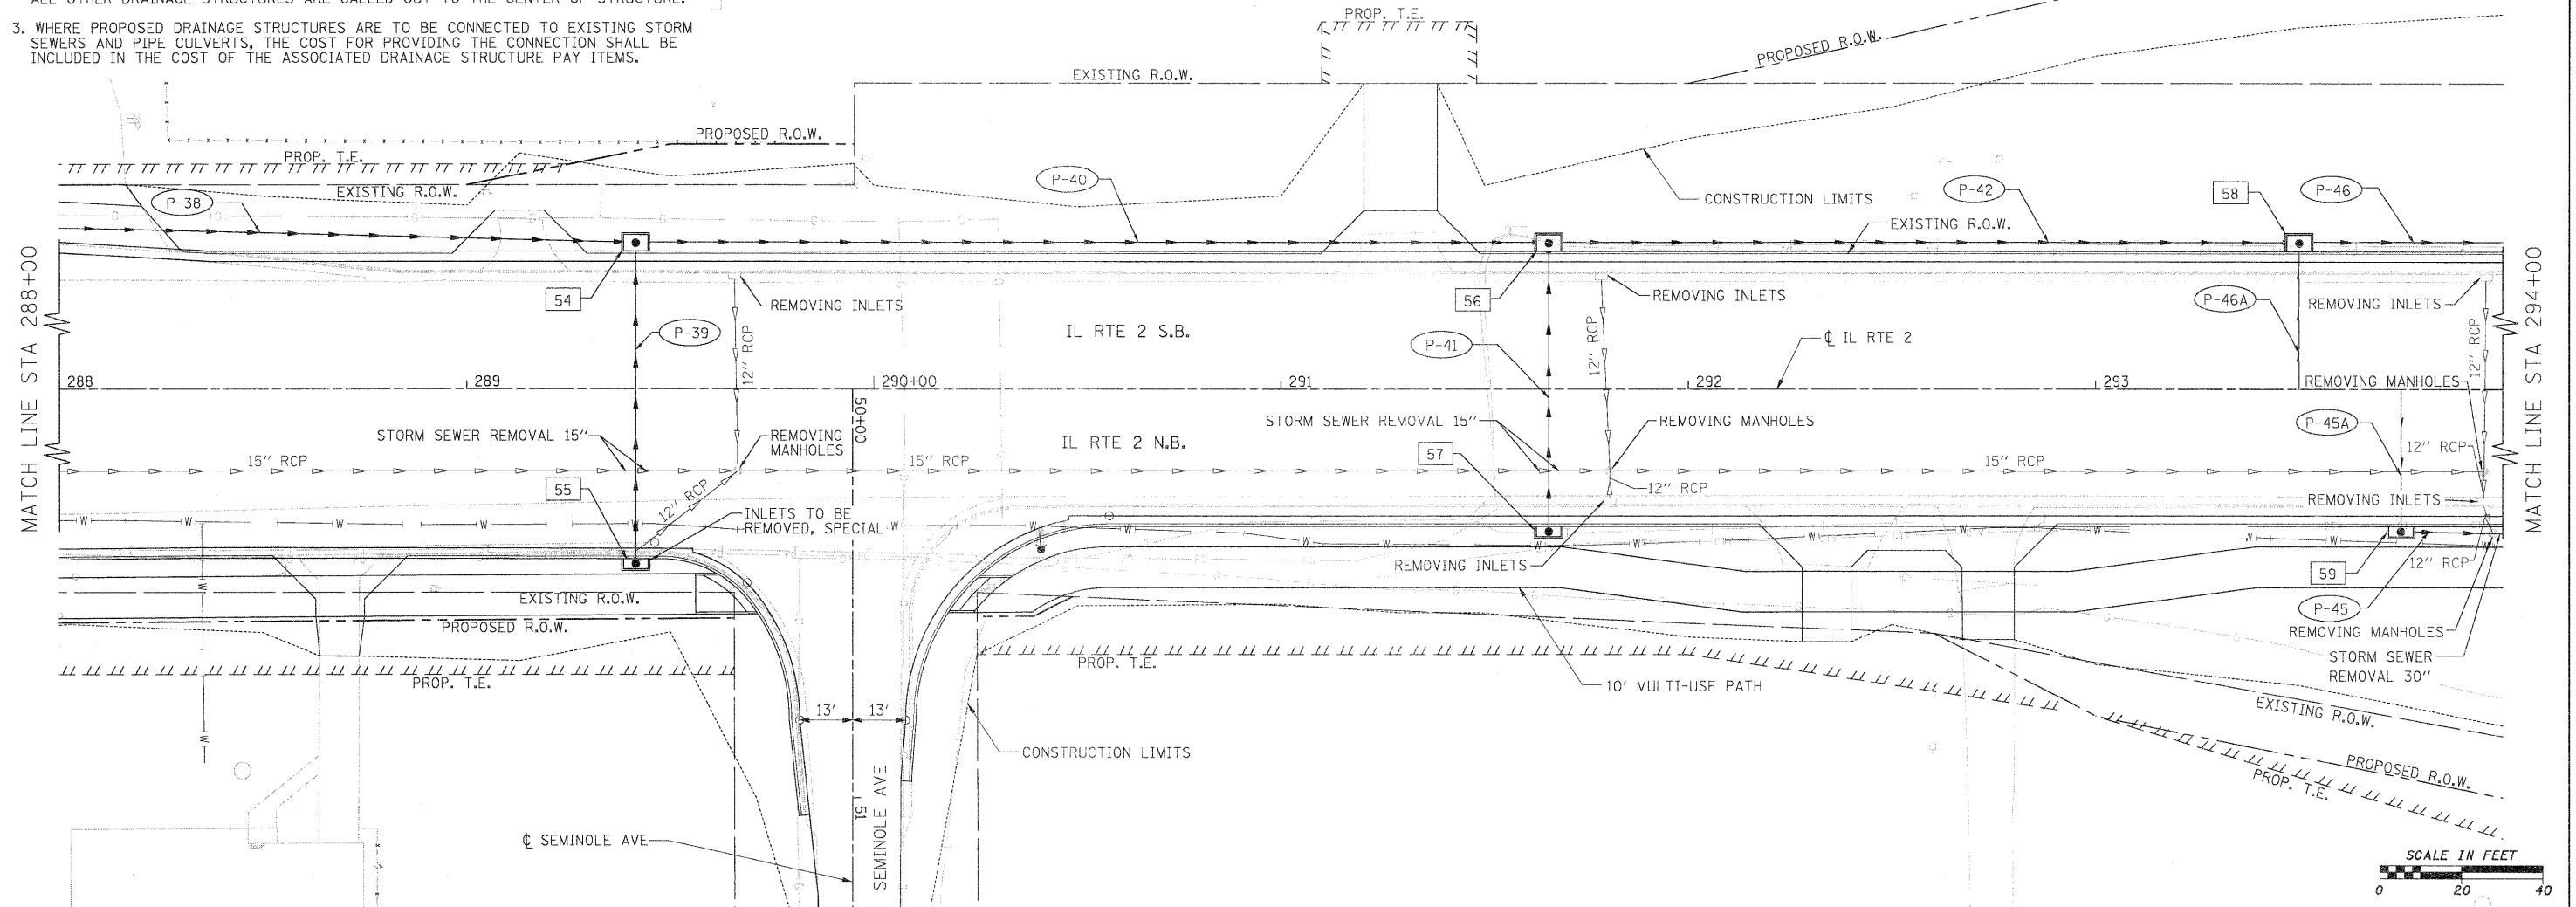 ALL OTHER DRAINAGE STRUCTURES ARE CALLED OUT TO THE CENTER OF STRUCTURE.
3. WHERE PROPOSED DRAINAGE STRUCTURES ARE TO BE CONNECTED TO EXISTING STORM
SEWERS AND PIPE CULVERTS, THE COST FOR PROVIDING THE CONNECTION SHALL BE
INCLUDED IN THE COST OF THE ASSOCIATED DRAINAGE STRUCTURE PAY ITEMS.
PROP. T.E.
PROPOSED R.O.W.
EXISTING R.O.W.
PROPOSED R.O.W.
PROP. T.E.
EXISTING R.O.W.
P-38
P-40
CONSTRUCTION LIMITS
P-42
58
P-46
EXISTING R.O.W.
MATCH LINE STA 288+00
54
REMOVING INLETS
56
REMOVING INLETS
P-46A
REMOVING INLETS
MATCH LINE STA 294+00
P-39
12" RCP
IL RTE 2 S.B.
P-41
12" RCP
℄ IL RTE 2
12" RCP
288
289
290+00
291
292
293
REMOVING MANHOLES
50+00
STORM SEWER REMOVAL 15"
REMOVING
MANHOLES
IL RTE 2 N.B.
STORM SEWER REMOVAL 15"
REMOVING MANHOLES
P-45A
15" RCP
15" RCP
57
15" RCP
12" RCP
55
12" RCP
12" RCP
REMOVING INLETS
INLETS TO BE
REMOVED, SPECIAL
W
W
W
W
W
W
W
W
W
W
REMOVING INLETS
12" RCP
59
EXISTING R.O.W.
P-45
PROPOSED R.O.W.
REMOVING MANHOLES
PROP. T.E.
PROP. T.E.
STORM SEWER
REMOVAL 30"
10' MULTI-USE PATH
13'
13'
EXISTING R.O.W.
CONSTRUCTION LIMITS
PROPOSED R.O.W.
PROP. T.E.
51
SEMINOLE AVE
℄ SEMINOLE AVE
SCALE IN FEET
0
20
40